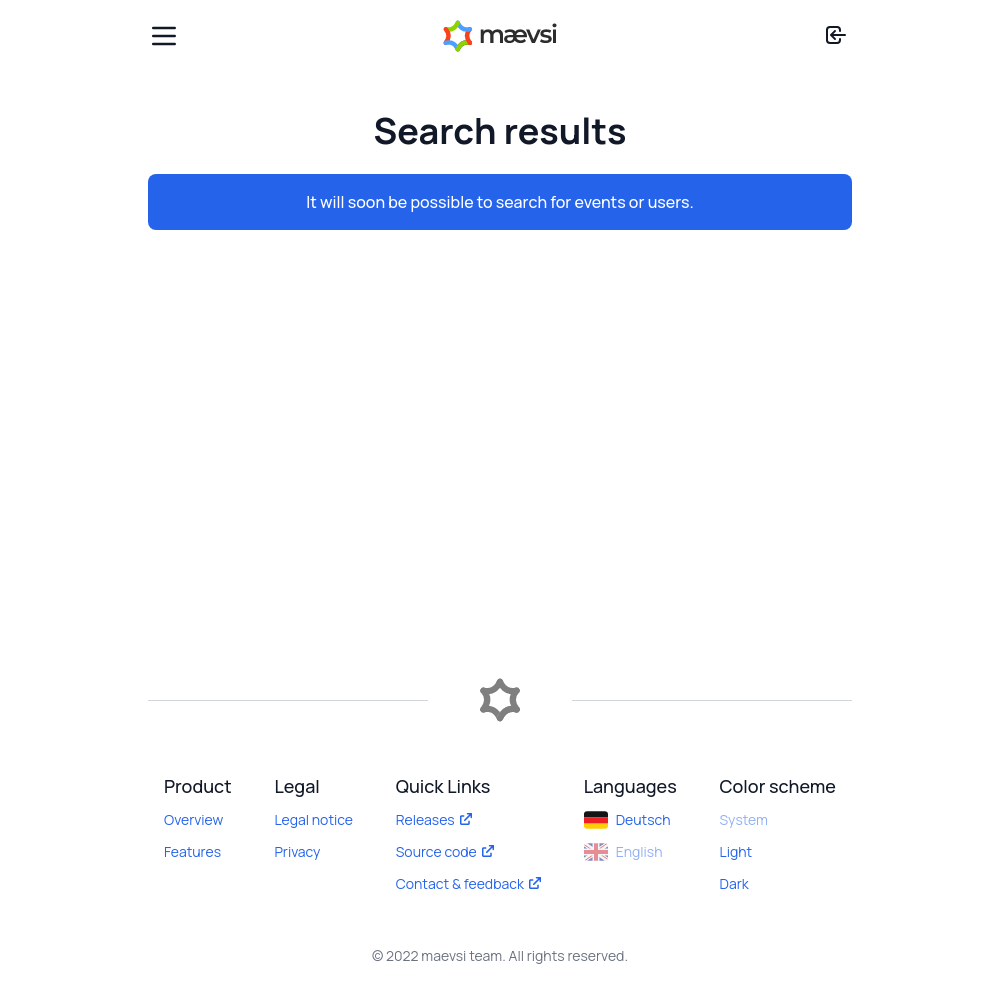 mævsi
Search results
It will soon be possible to search for events or users.
Product
Overview
Features
Legal
Legal notice
Privacy
Quick Links
Releases
Source code
Contact & feedback
Languages
Deutsch
English
Color scheme
System
Light
Dark
© 2022 maevsi team. All rights reserved.